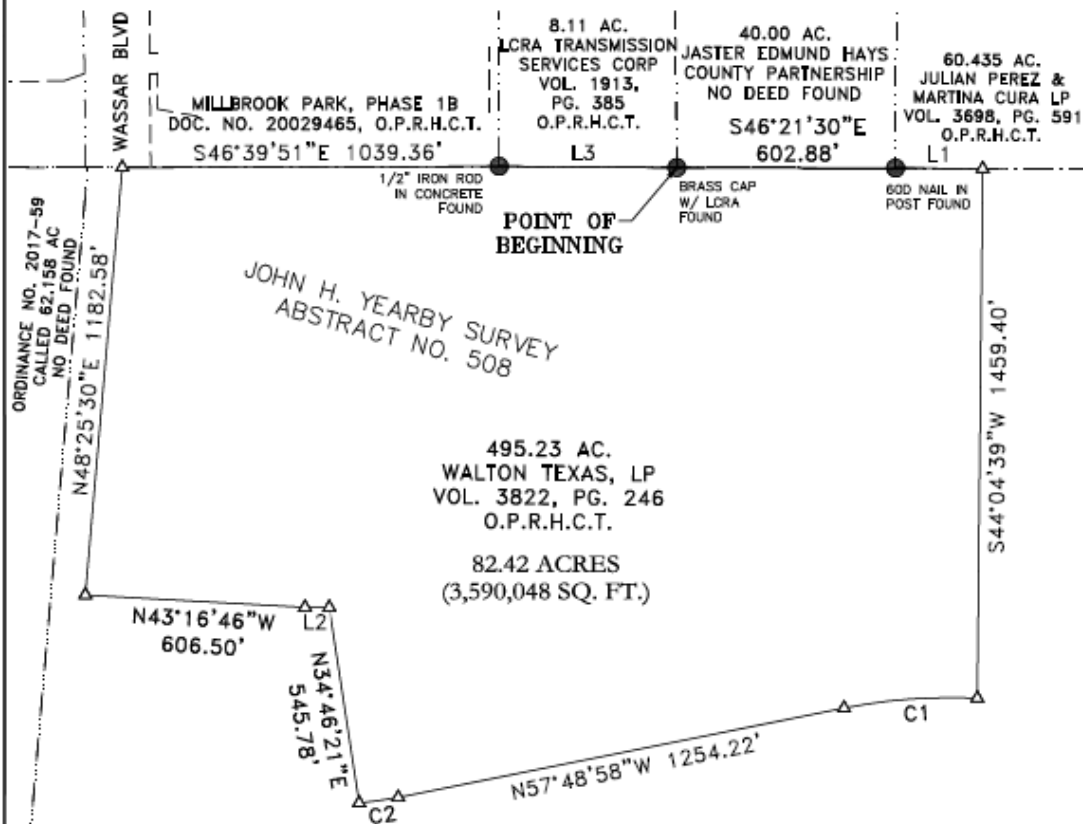 WASSAR BLVD
MILLBROOK PARK, PHASE 1B
DOC. NO. 20029465, O.P.R.H.C.T.
S46°39'51"E 1039.36'
8.11 AC.
LCRA TRANSMISSION
SERVICES CORP
VOL. 1913,
PG. 385
O.P.R.H.C.T.
L3
40.00 AC.
JASTER EDMUND HAYS
COUNTY PARTNERSHIP
NO DEED FOUND
S46°21'30"E
602.88'
60.435 AC.
JULIAN PEREZ &
MARTINA CURA LP
VOL. 3698, PG. 591
O.P.R.H.C.T.
L1
1/2" IRON ROD
IN CONCRETE
FOUND
POINT OF
BEGINNING
BRASS CAP
W/ LCRA
FOUND
60D NAIL IN
POST FOUND
ORDINANCE NO. 2017-59
CALLED 62.158 AC
NO DEED FOUND
N48°25'30"E 1182.58'
JOHN H. YEARBY SURVEY
ABSTRACT NO. 508
S44°04'39"W 1459.40'
495.23 AC.
WALTON TEXAS, LP
VOL. 3822, PG. 246
O.P.R.H.C.T.
82.42 ACRES
(3,590,048 SQ. FT.)
N43°16'46"W
606.50'
L2
N34°46'21"E
545.78'
C2
N57°48'58"W 1254.22'
C1